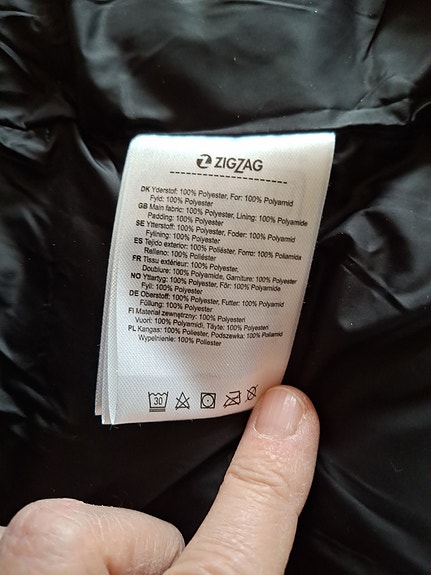 ZIGZAG
DK Yderstof: 100% Polyester, For: 100% Polyamid
Fyld: 100% Polyester
GB Main fabric: 100% Polyester, Lining: 100% Polyamide
Padding: 100% Polyester
SE Ytterstoff: 100% Polyester, Foder: 100% Polyamid
Fyllning: 100% Polyester
ES Tejido exterior: 100% Poliéster, Forro: 100% Poliamida
Relleno: 100% Poliéster
FR Tissu extérieur: 100% Polyester,
Doublure: 100% Polyamide, Garniture: 100% Polyester
NO Yttertyg: 100% Polyester, Fôr: 100% Polyamide
Fyll: 100% Polyester
DE Oberstoff: 100% Polyester, Futter: 100% Polyamid
Füllung: 100% Polyester
FI Material zewnętrzny: 100% Polyesteri
Vuori: 100% Polyamidi, Täyte: 100% Polyesteri
PL Kangas: 100% Poliester, Podszewka: 100% Poliamid
Wypełnienie: 100% Poliester
30